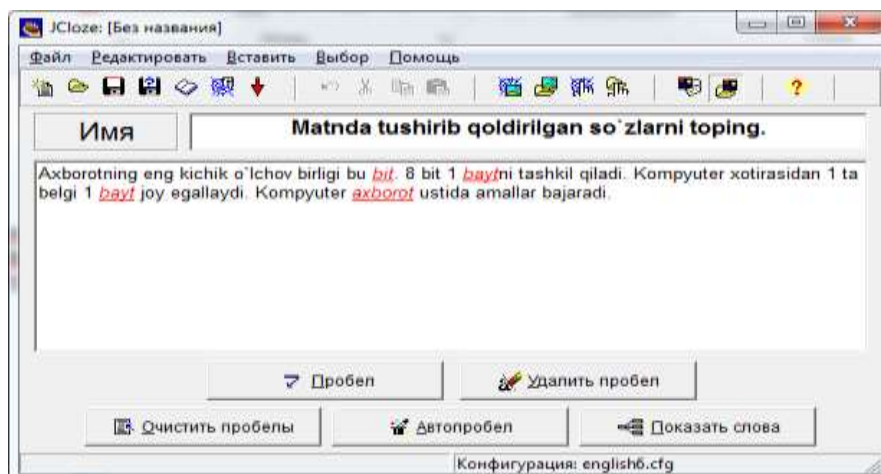 JCloze: [Без названия]
Файл Редактировать Вставить Выбор Помощь
Имя
Matnda tushirib qoldirilgan so`zlarni toping.
Axborotning eng kichik o`lchov birligi bu bit. 8 bit 1 baytni tashkil qiladi. Kompyuter xotirasidan 1 ta
belgi 1 bayt joy egallaydi. Kompyuter axborot ustida amallar bajaradi.
Пробел Удалить пробел
Очистить пробелы Автопробел Показать слова
Конфигурация: english6.cfg